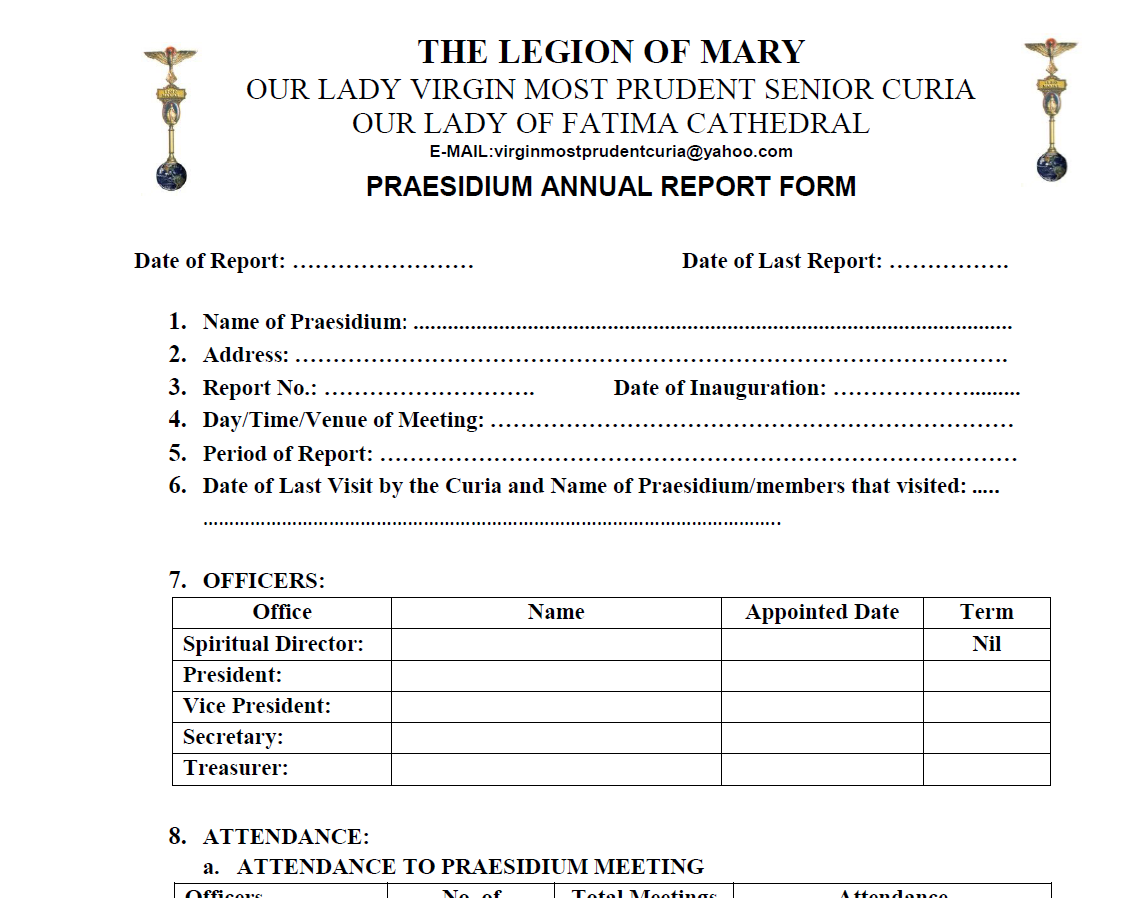 THE LEGION OF MARY
OUR LADY VIRGIN MOST PRUDENT SENIOR CURIA
OUR LADY OF FATIMA CATHEDRAL
E-MAIL:virginmostprudentcuria@yahoo.com
PRAESIDIUM ANNUAL REPORT FORM
Date of Report: …………………… Date of Last Report: …………….
1. Name of Praesidium: ........................................................................................................
2. Address: ………………………………………………………………………………….
3. Report No.: ………………………. Date of Inauguration: ……………….........
4. Day/Time/Venue of Meeting: ……………………………………………………………
5. Period of Report: …………………………………………………………………………
6. Date of Last Visit by the Curia and Name of Praesidium/members that visited: .....
……………………………………………………………………………………………..
7. OFFICERS:
Office Name Appointed Date Term
Spiritual Director: Nil
President:
Vice President:
Secretary:
Treasurer:
8. ATTENDANCE:
a. ATTENDANCE TO PRAESIDIUM MEETING
Officers No. of Total Meetings Attendance